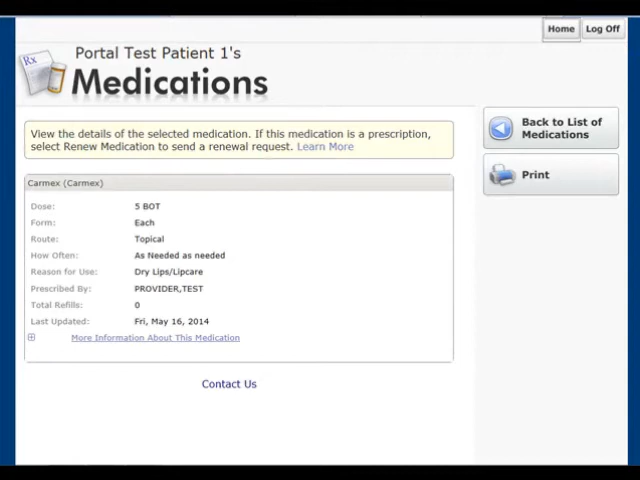 Home Log Off
Rx
Portal Test Patient 1's
Medications
View the details of the selected medication. If this medication is a prescription,
select Renew Medication to send a renewal request. Learn More
Back to List of
Medications
Print
Carmex (Carmex)
Dose: 5 BOT
Form: Each
Route: Topical
How Often: As Needed as needed
Reason for Use: Dry Lips/Lipcare
Prescribed By: PROVIDER,TEST
Total Refills: 0
Last Updated: Fri, May 16, 2014
More Information About This Medication
Contact Us